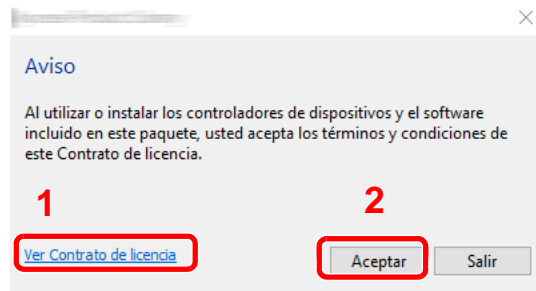 Aviso
Al utilizar o instalar los controladores de dispositivos y el software
incluido en este paquete, usted acepta los términos y condiciones de
este Contrato de licencia.
1
2
Ver Contrato de licencia
Aceptar
Salir